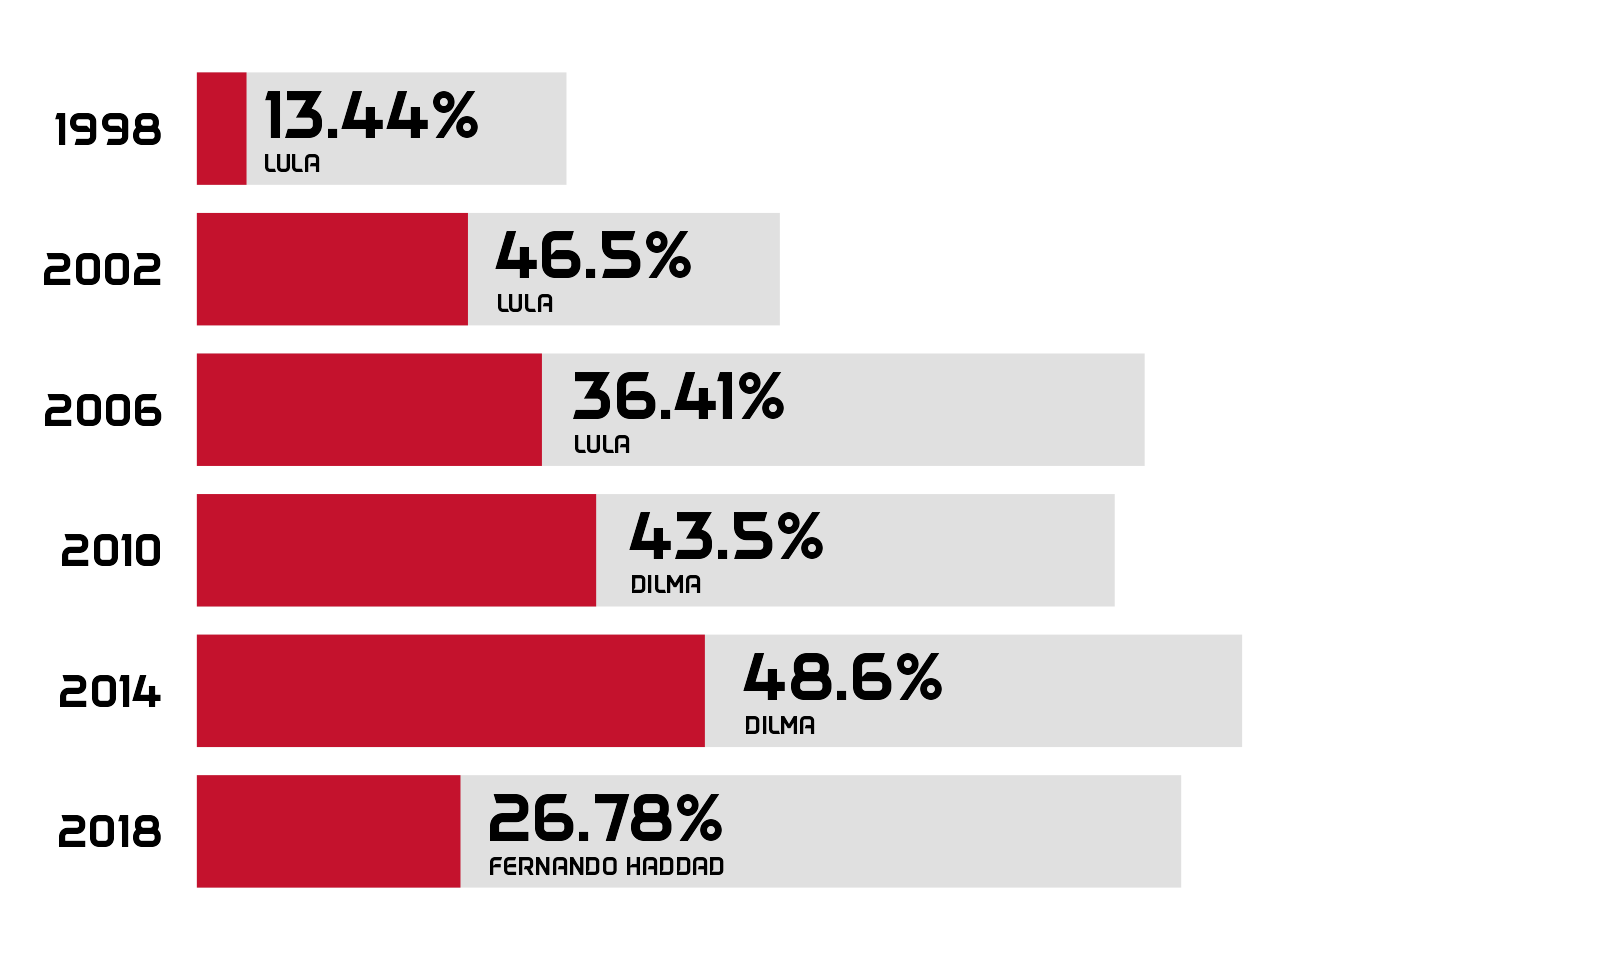 1998
13.44%
LULA
2002
46.5%
LULA
2006
36.41%
LULA
2010
43.5%
DILMA
2014
48.6%
DILMA
2018
26.78%
FERNANDO HADDAD